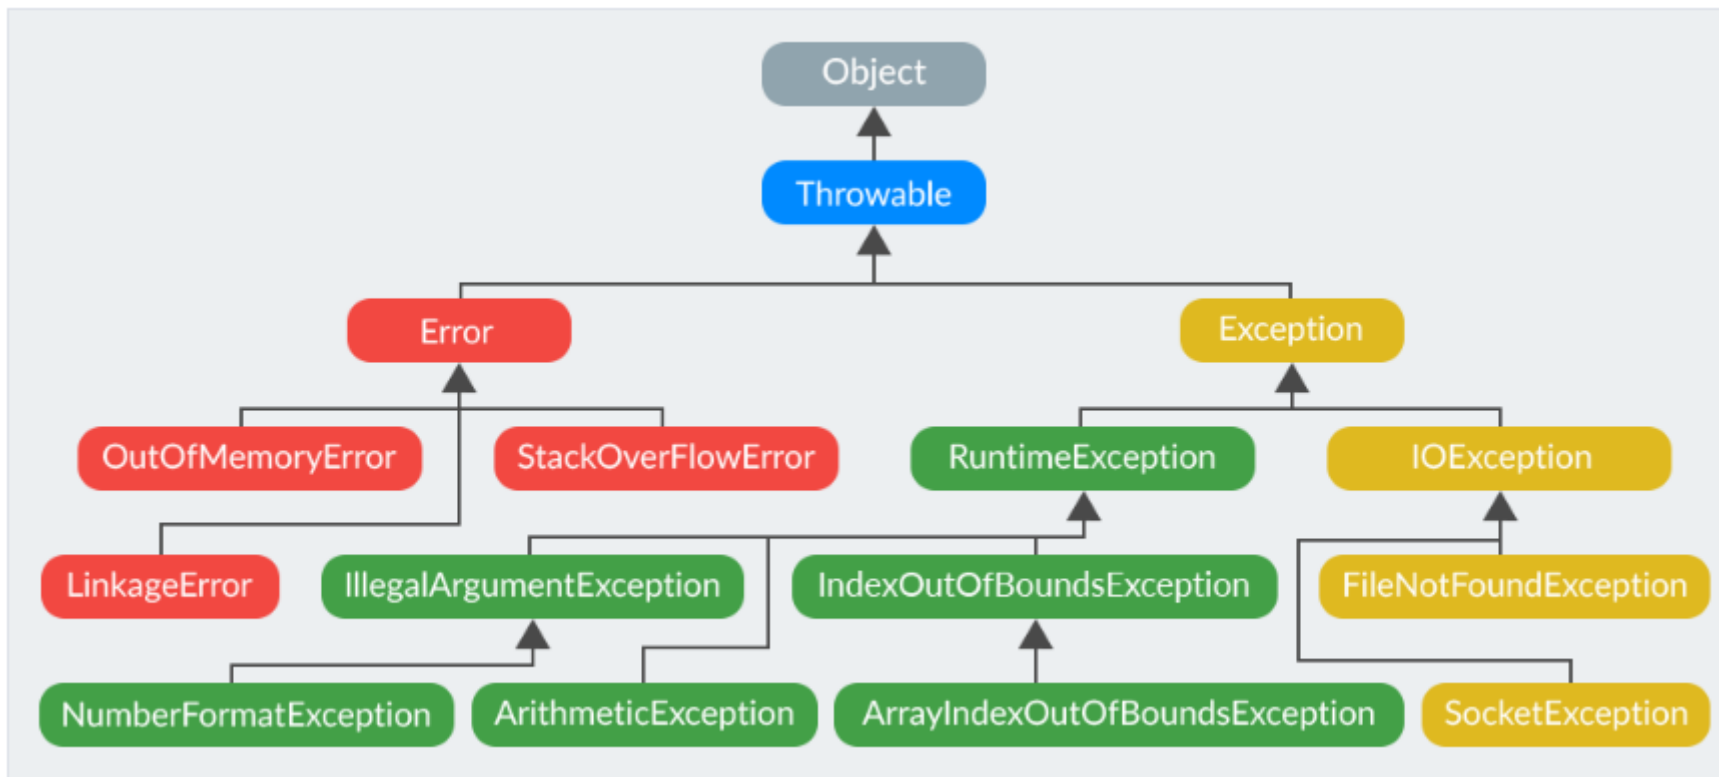 Object
Throwable
Error
Exception
OutOfMemoryError
StackOverFlowError
RuntimeException
IOException
LinkageError
IllegalArgumentException
IndexOutOfBoundsException
FileNotFoundException
NumberFormatException
ArithmeticException
ArrayIndexOutOfBoundsException
SocketException